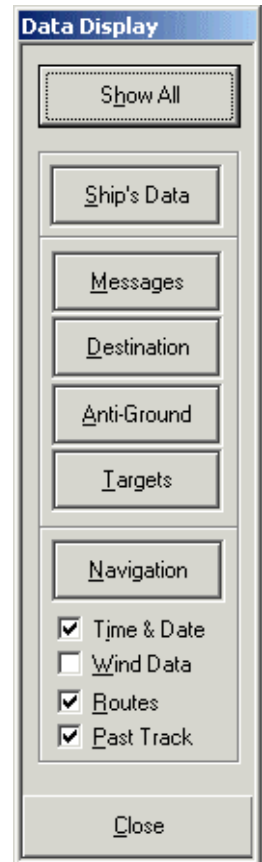 Data Display
Show All
Ship's Data
Messages
Destination
Anti-Ground
Targets
Navigation
Time & Date
Wind Data
Routes
Past Track
Close